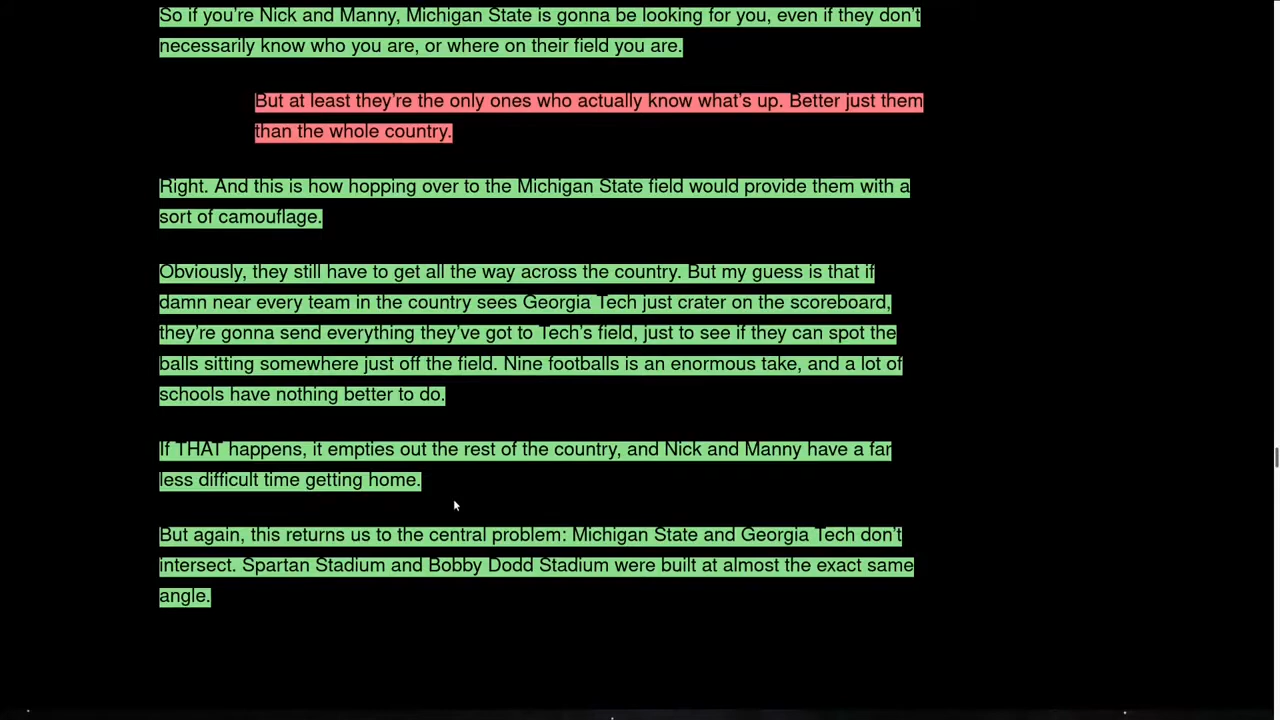 So if you're Nick and Manny, Michigan State is gonna be looking for you, even if they don't
necessarily know who you are, or where on their field you are.
But at least they're the only ones who actually know what's up. Better just them
than the whole country.
Right. And this is how hopping over to the Michigan State field would provide them with a
sort of camouflage.
Obviously, they still have to get all the way across the country. But my guess is that if
damn near every team in the country sees Georgia Tech just crater on the scoreboard,
they're gonna send everything they've got to Tech's field, just to see if they can spot the
balls sitting somewhere just off the field. Nine footballs is an enormous take, and a lot of
schools have nothing better to do.
If THAT happens, it empties out the rest of the country, and Nick and Manny have a far
less difficult time getting home.
But again, this returns us to the central problem: Michigan State and Georgia Tech don't
intersect. Spartan Stadium and Bobby Dodd Stadium were built at almost the exact same
angle.